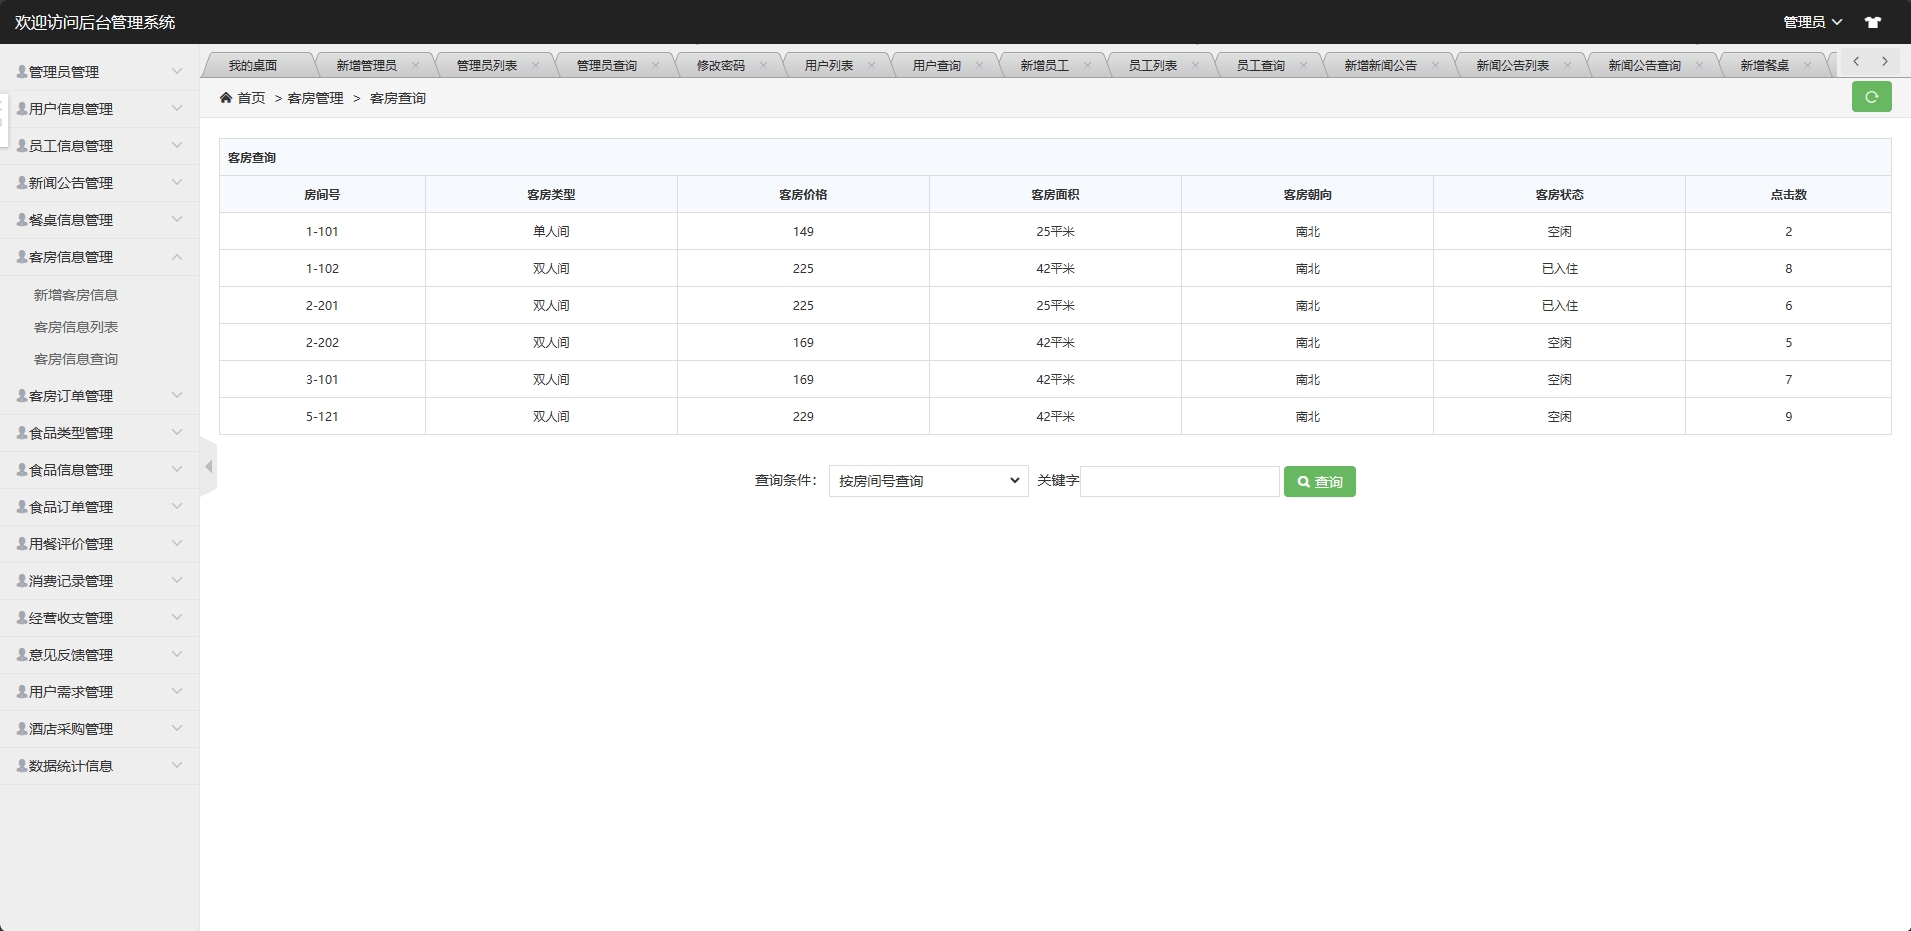 欢迎访问后台管理系统
管理员
管理员管理
用户信息管理
员工信息管理
新闻公告管理
餐桌信息管理
客房信息管理
新增客房信息
客房信息列表
客房信息查询
客房订单管理
食品类型管理
食品信息管理
食品订单管理
用餐评价管理
消费记录管理
经营收支管理
意见反馈管理
用户需求管理
酒店采购管理
数据统计信息
我的桌面 新增管理员 管理员列表 管理员查询 修改密码 用户列表 用户查询 新增员工 员工列表 员工查询 新增新闻公告 新闻公告列表 新闻公告查询 新增餐桌
首页 > 客房管理 > 客房查询
客房查询
房间号 客房类型 客房价格 客房面积 客房朝向 客房状态 点击数
1-101 单人间 149 25平米 南北 空闲 2
1-102 双人间 225 42平米 南北 已入住 8
2-201 双人间 225 25平米 南北 已入住 6
2-202 双人间 169 42平米 南北 空闲 5
3-101 双人间 169 42平米 南北 空闲 7
5-121 双人间 229 42平米 南北 空闲 9
查询条件: 按房间号查询 关键字 查询